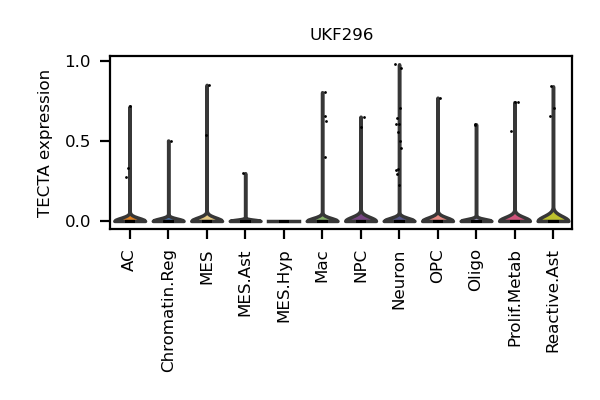 UKF296
TECTA expression
1.0
0.5
0.0
AC
Chromatin.Reg
MES
MES.Ast
MES.Hyp
Mac
NPC
Neuron
OPC
Oligo
Prolif.Metab
Reactive.Ast